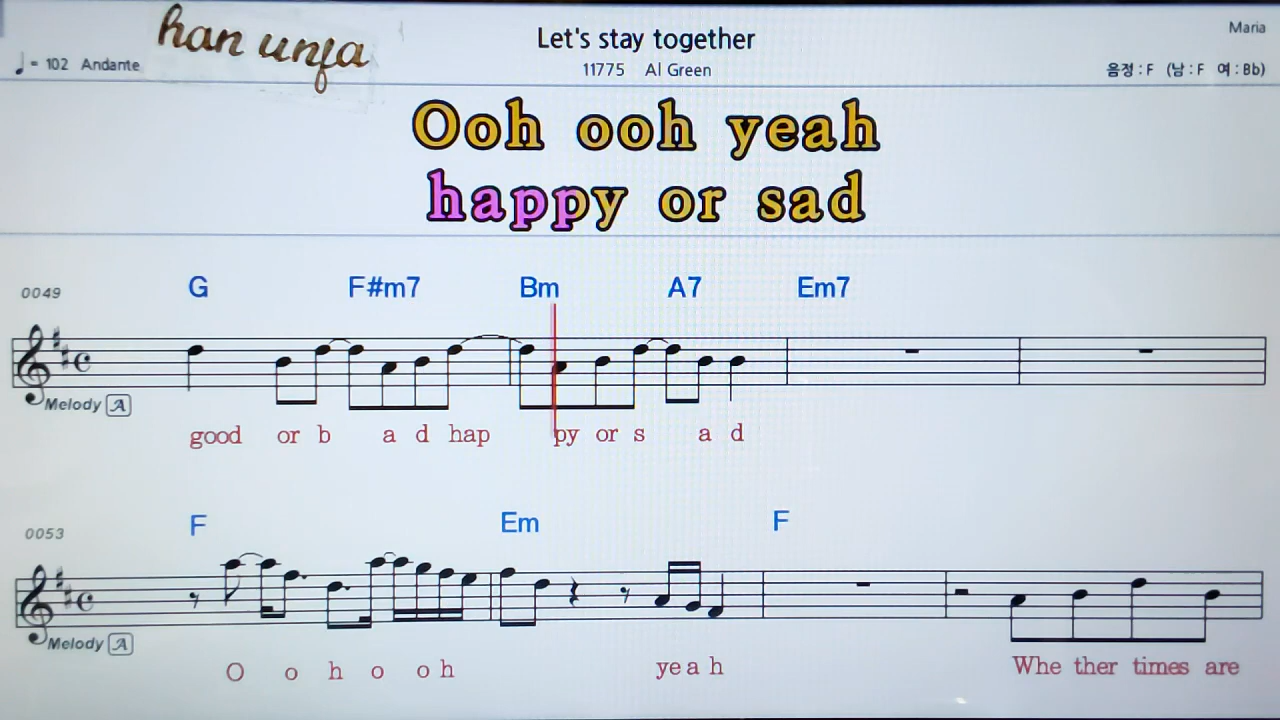 han unfa
Let's stay together
Maria
♩= 102 Andante
11775 Al Green
음정 : F (남 : F 여 : Bb)
Ooh ooh yeah
happy or sad
0049
G F#m7 Bm A7 Em7
Melody A
good or b a d hap py or s a d
0053
F Em F
Melody A
O o h o o h ye a h Whe ther times are